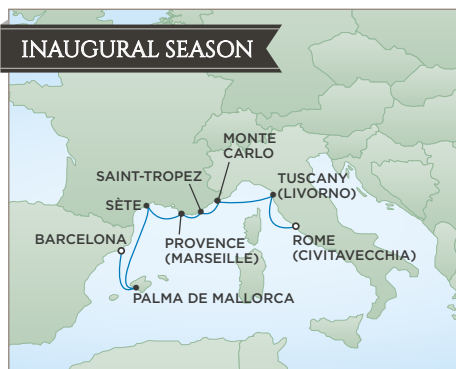 INAUGURAL SEASON
MONTE
CARLO
SAINT-TROPEZ
TUSCANY
(LIVORNO)
SÈTE
BARCELONA
PROVENCE
(MARSEILLE)
ROME
(CIVITAVECCHIA)
PALMA DE MALLORCA